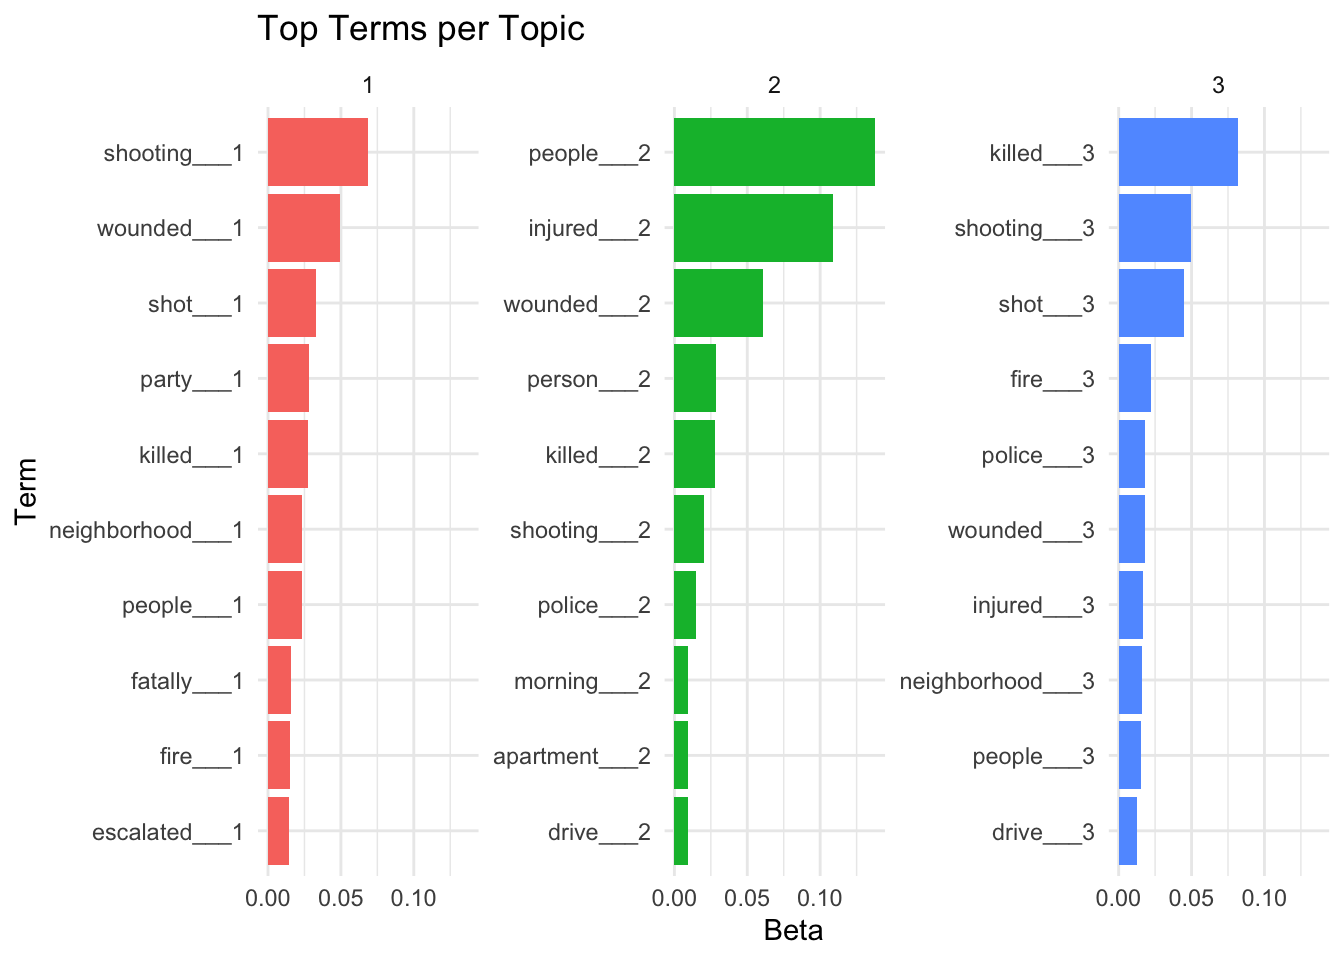 Top Terms per Topic
1
2
3
Term
shooting___1
wounded___1
shot___1
party___1
killed___1
neighborhood___1
people___1
fatally___1
fire___1
escalated___1
0.00 0.05 0.10
people___2
injured___2
wounded___2
person___2
killed___2
shooting___2
police___2
morning___2
apartment___2
drive___2
0.00 0.05 0.10
killed___3
shooting___3
shot___3
fire___3
police___3
wounded___3
injured___3
neighborhood___3
people___3
drive___3
0.00 0.05 0.10
Beta